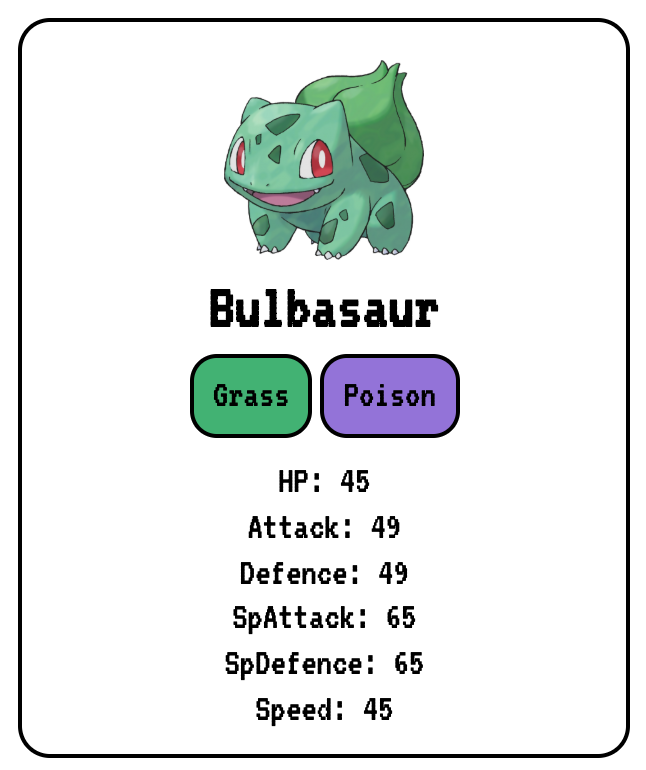 Bulbasaur
Grass Poison
HP: 45
Attack: 49
Defence: 49
SpAttack: 65
SpDefence: 65
Speed: 45